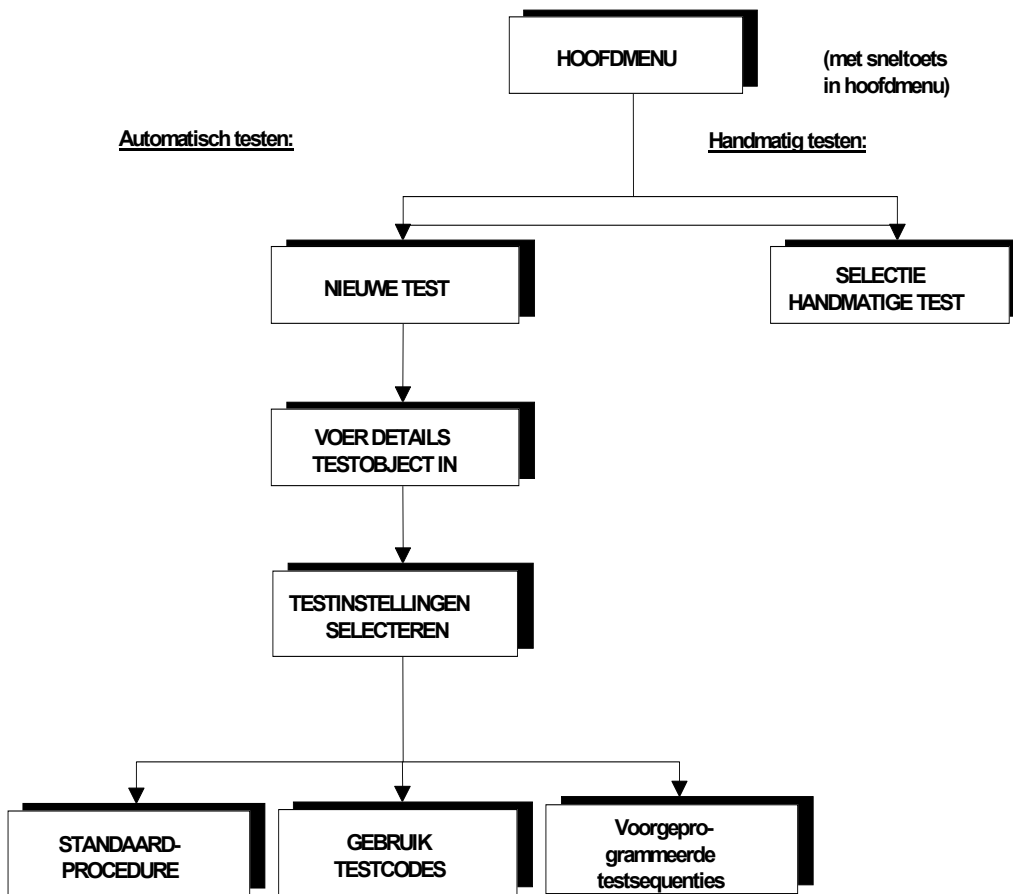 HOOFDMENU
(met sneltoets
in hoofdmenu)
Automatisch testen:
Handmatig testen:
NIEUWE TEST
SELECTIE
HANDMATIGE TEST
VOER DETAILS
TESTOBJECT IN
TESTINSTELLINGEN
SELECTEREN
STANDAARD-
PROCEDURE
GEBRUIK
TESTCODES
Voorgepro-
grammeerde
testsequenties